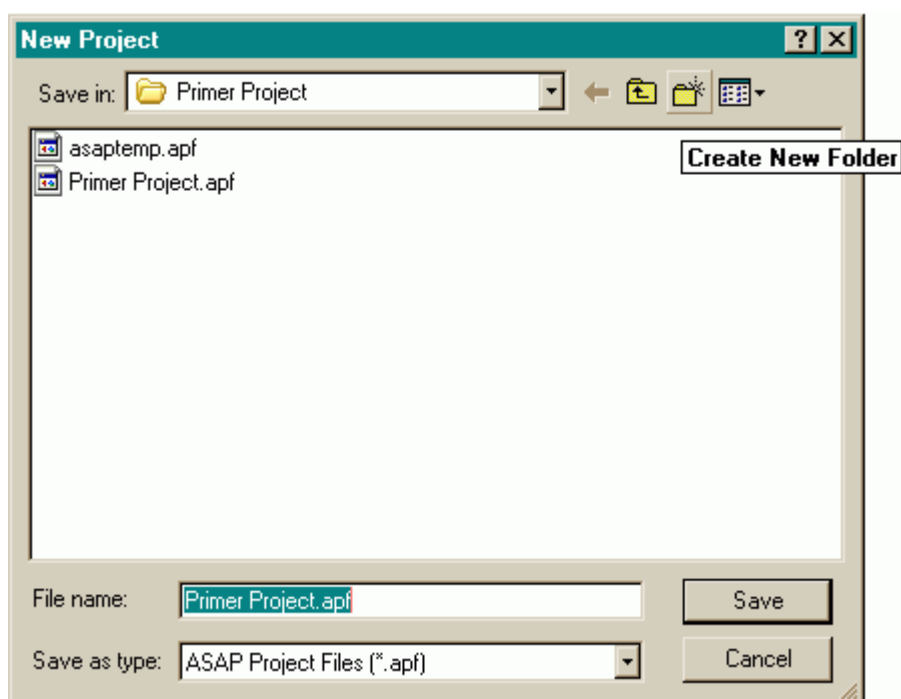 New Project
Save in: Primer Project
asaptemp.apf
Create New Folder
Primer Project.apf
File name: Primer Project.apf Save
Save as type: ASAP Project Files (*.apf) Cancel